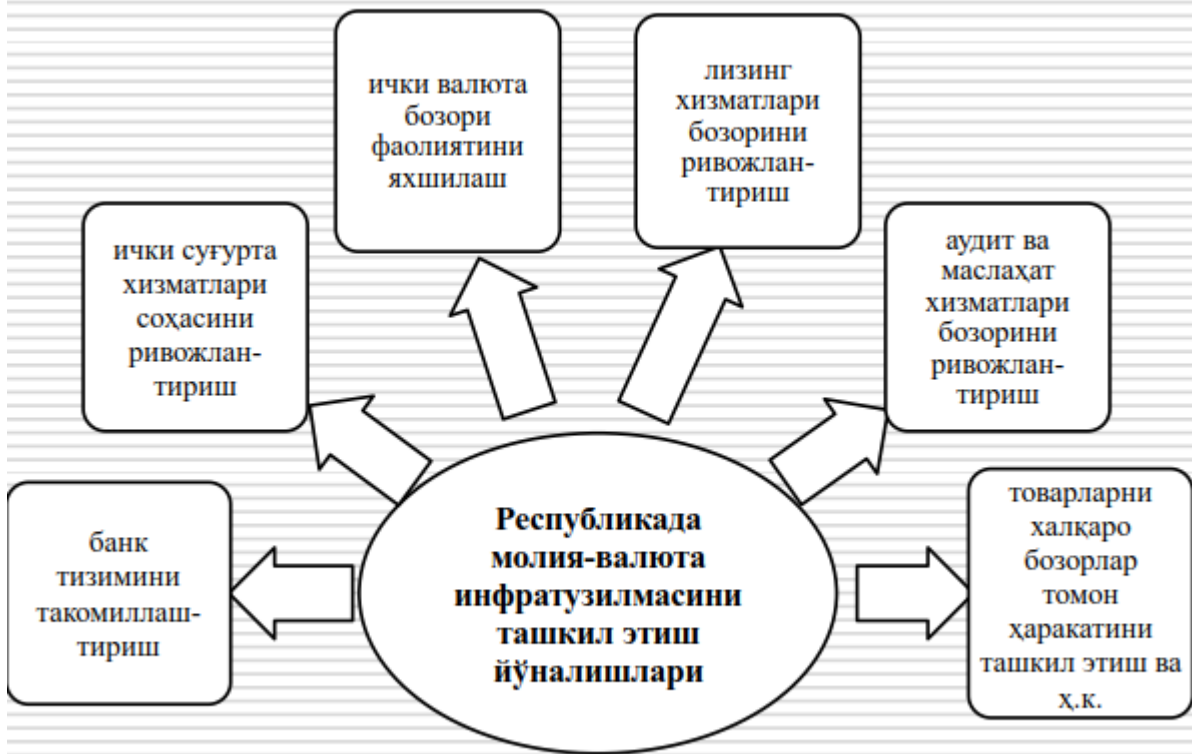 банк
тизимини
такомиллаш-
тириш
ички суғурта
хизматлари
соҳасини
ривожлан-
тириш
ички валюта
бозори
фаолиятини
яхшилаш
лизинг
хизматлари
бозорини
ривожлан-
тириш
аудит ва
маслаҳат
хизматлари
бозорини
ривожлан-
тириш
товарларни
халқаро
бозорлар
томон
ҳаракатини
ташкил этиш ва
ҳ.к.
Республикада
молия-валюта
инфратузилмасини
ташкил этиш
йўналишлари